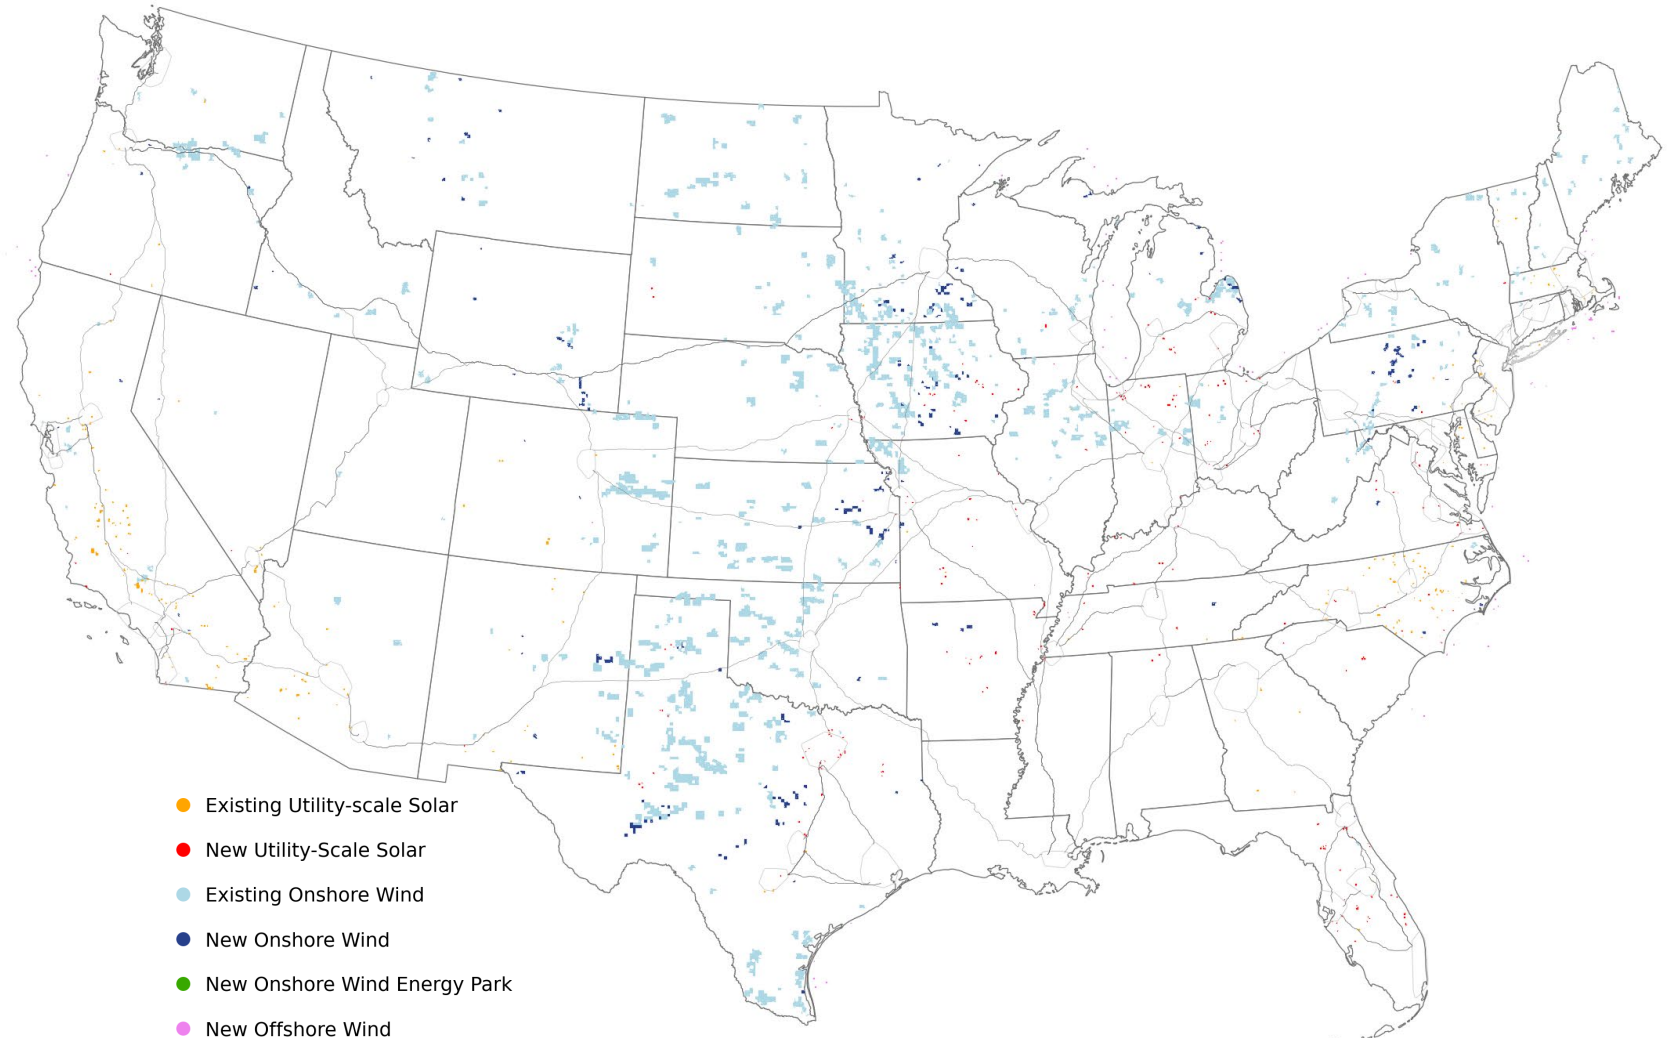 Existing Utility-scale Solar
New Utility-Scale Solar
Existing Onshore Wind
New Onshore Wind
New Onshore Wind Energy Park
New Offshore Wind